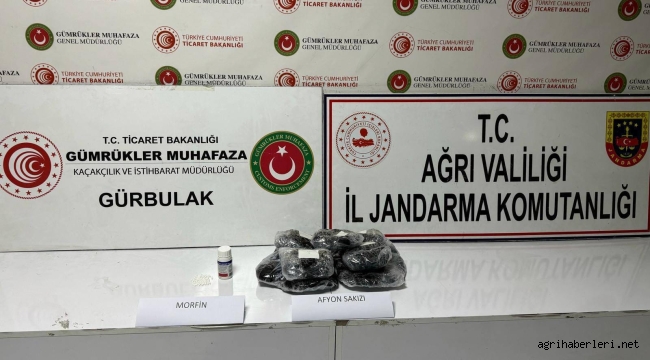 GÜMRÜKLER MUHAFAZA
GENEL MÜDÜRLÜĞÜ
TÜRKİYE CUMHURİYETİ
TİCARET BAKANLIĞI
T.C. TİCARET BAKANLIĞI
GÜMRÜKLER MUHAFAZA
KAÇAKÇILIK VE İSTİHBARAT MÜDÜRLÜĞÜ
GÜRBULAK
T.C.
AĞRI VALİLİĞİ
İL JANDARMA KOMUTANLIĞI
MORFİN
AFYON SAKIZI
agrihaberleri.net